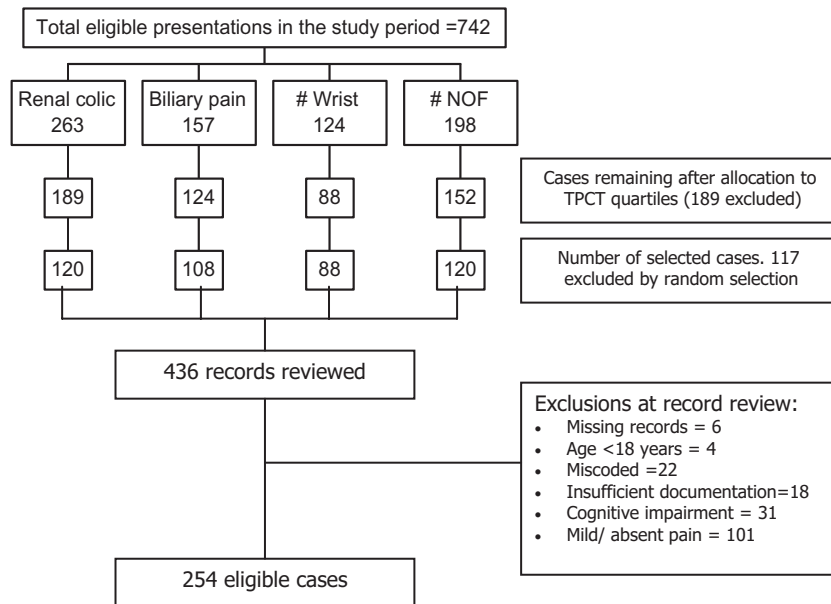 Total eligible presentations in the study period =742
Renal colic
263
Biliary pain
157
# Wrist
124
# NOF
198
189
124
88
152
Cases remaining after allocation to
TPCT quartiles (189 excluded)
120
108
88
120
Number of selected cases. 117
excluded by random selection
436 records reviewed
Exclusions at record review:
• Missing records = 6
• Age <18 years = 4
• Miscoded =22
• Insufficient documentation=18
• Cognitive impairment = 31
• Mild/ absent pain = 101
254 eligible cases